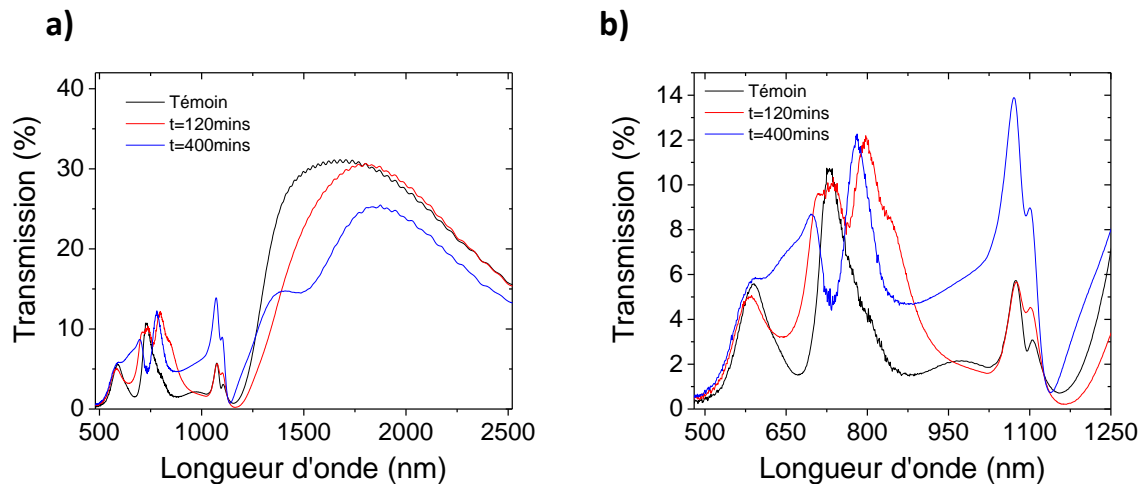 a)
40
30
20
10
0
Transmission (%)
Témoin
t=120mins
t=400mins
500 1000 1500 2000 2500
Longueur d'onde (nm)
b)
14
12
10
8
6
4
2
0
Transmission (%)
Témoin
t=120mins
t=400mins
500 650 800 950 1100 1250
Longueur d'onde (nm)